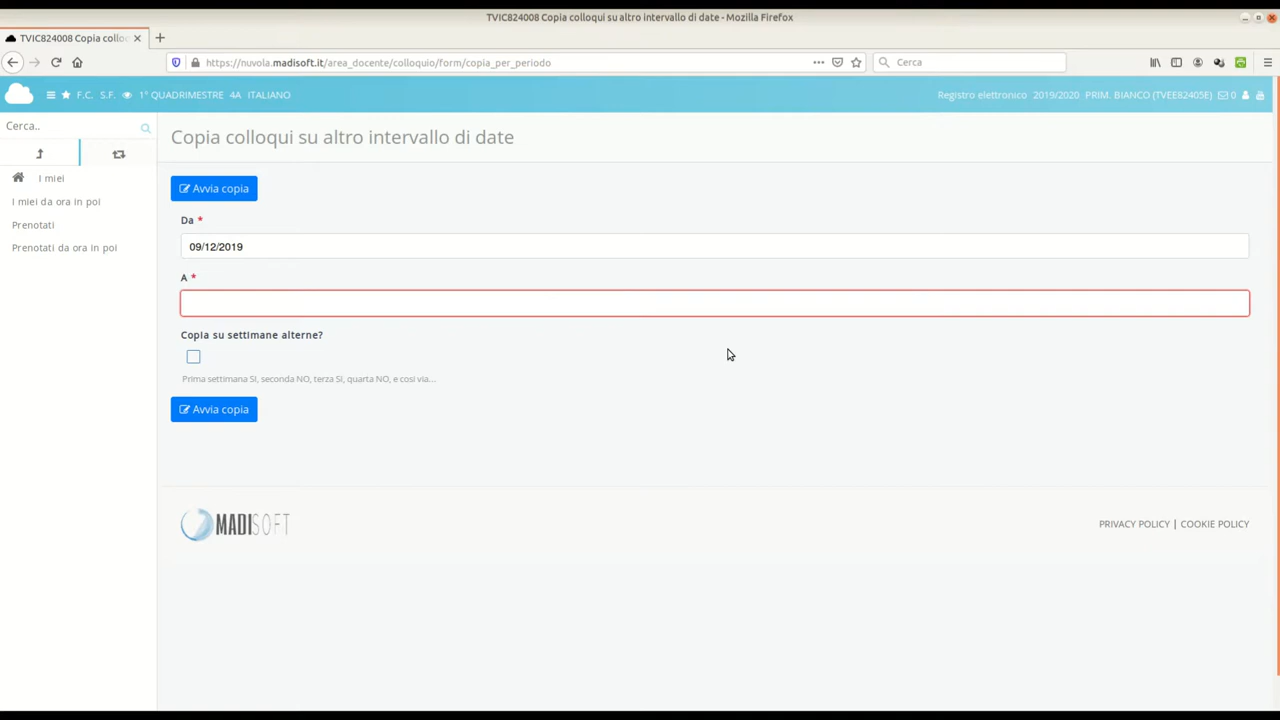 TVIC824008 Copia colloqui su altro intervallo di date - Mozilla Firefox
TVIC824008 Copia collo
https://nuvola.madisoft.it/area_docente/colloquio/form/copia_per_periodo
Cerca
F.C. S.F. 1° QUADRIMESTRE 4A ITALIANO
Registro elettronico 2019/2020 PRIM. BIANCO (TVEE82405E) 0
Cerca..
Copia colloqui su altro intervallo di date
I miei
I miei da ora in poi
Prenotati
Prenotati da ora in poi
Avvia copia
Da *
09/12/2019
A *
Copia su settimane alterne?
Prima settimana SI, seconda NO, terza SI, quarta NO, e cosi via...
Avvia copia
MADISOFT
PRIVACY POLICY | COOKIE POLICY